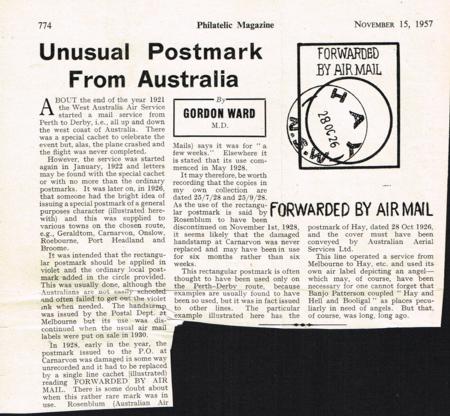 774
Philatelic Magazine
NOVEMBER 15, 1957
Unusual Postmark
From Australia
ABOUT the end of the year 1921
the West Australia Air Service
started a mail service from
Perth to Derby, i.e., all up and down
the west coast of Australia. There
was a special cachet to celebrate the
event but, alas, the plane crashed and
the flight was never completed.
However, the service was started
again in January, 1922 and letters
may be found with the special cachet
or with no more than the ordinary
postmarks. It was later on, in 1926,
that someone had the bright idea of
issuing a special postmark of a general
purposes character (illustrated here-
with) and this was supplied to
various towns on the chosen route,
e.g., Geraldtom, Carnarvon, Onslow,
Roebourne, Port Headland and
Broome.
It was intended that the rectangu-
lar postmark should be applied in
violet and the ordinary local post-
mark added in the circle provided.
This was usually done, although the
Australians are not easily schooled
and often failed to get out the violet
ink when needed. The handstamp
was issued by the Postal Dept. at
Melbourne but its use was dis-
continued when the usual air mail
labels were put on sale in 1930.
In 1928, early in the year, the
postmark issued to the P.O. at
Carnarvon was damaged is some way
unrecorded and it had to be replaced
by a single line cachet (illustrated)
reading FORWARDED BY AIR
MAIL. There is some doubt about
when this rather rare mark was in
use. Rosenblum (Australian Air
By
GORDON WARD
M.D.
Mails) says it was for " a
few weeks." Elsewhere it
is stated that its use com-
menced in May 1928.
It may therefore, be worth
recording that the copies in
my own collection are
dated 25/7/28 and 25/9/28.
As the use of the rectangu-
lar postmark is said by
Rosemblum to have been
discontinued on November 1st, 1928,
it seems likely that the damaged
handstamp at Carnarvon was never
replaced and may have been in use
for six months rather than six
weeks.
This rectangular postmark is often
thought to have been used only on
the Perth-Derby route, because
examples are usually found to have
been so used, but it was in fact issued
to other lines. The particular
example illustrated here has the
FORWARDED
BY AIR MAIL
HAY
28 OC 26
N.S.W.
FORWARDED BY AIR MAIL
postmark of Hay, dated 28 Oct 1926,
and the cover must have been
conveyed by Australian Aerial
Services Ltd.
This line operated a service from
Melbourne to Hay, etc. and used its
own air label depicting an angel—
which may, of course, have been
necessary for one cannot forget that
Banjo Patterson coupled " Hay and
Hell and Booligal " as places pecu-
liarly in need of angels. But that,
of course, was long, long ago.